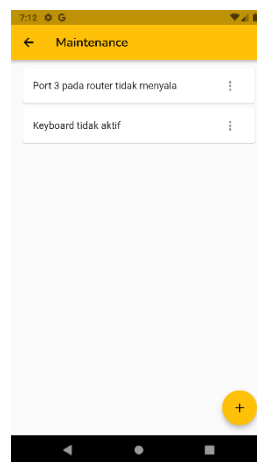 7:12 G
Maintenance
Port 3 pada router tidak menyala
Keyboard tidak aktif
+